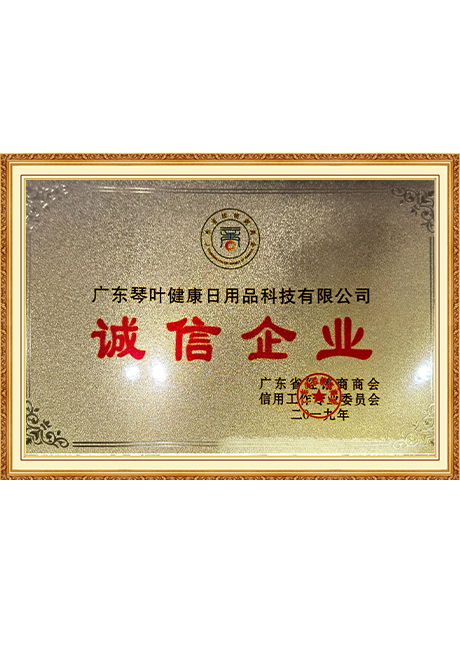 广东琴叶健康日用品科技有限公司
诚信企业
广东省经销商商会
信用工作专业委员会
二〇一九年